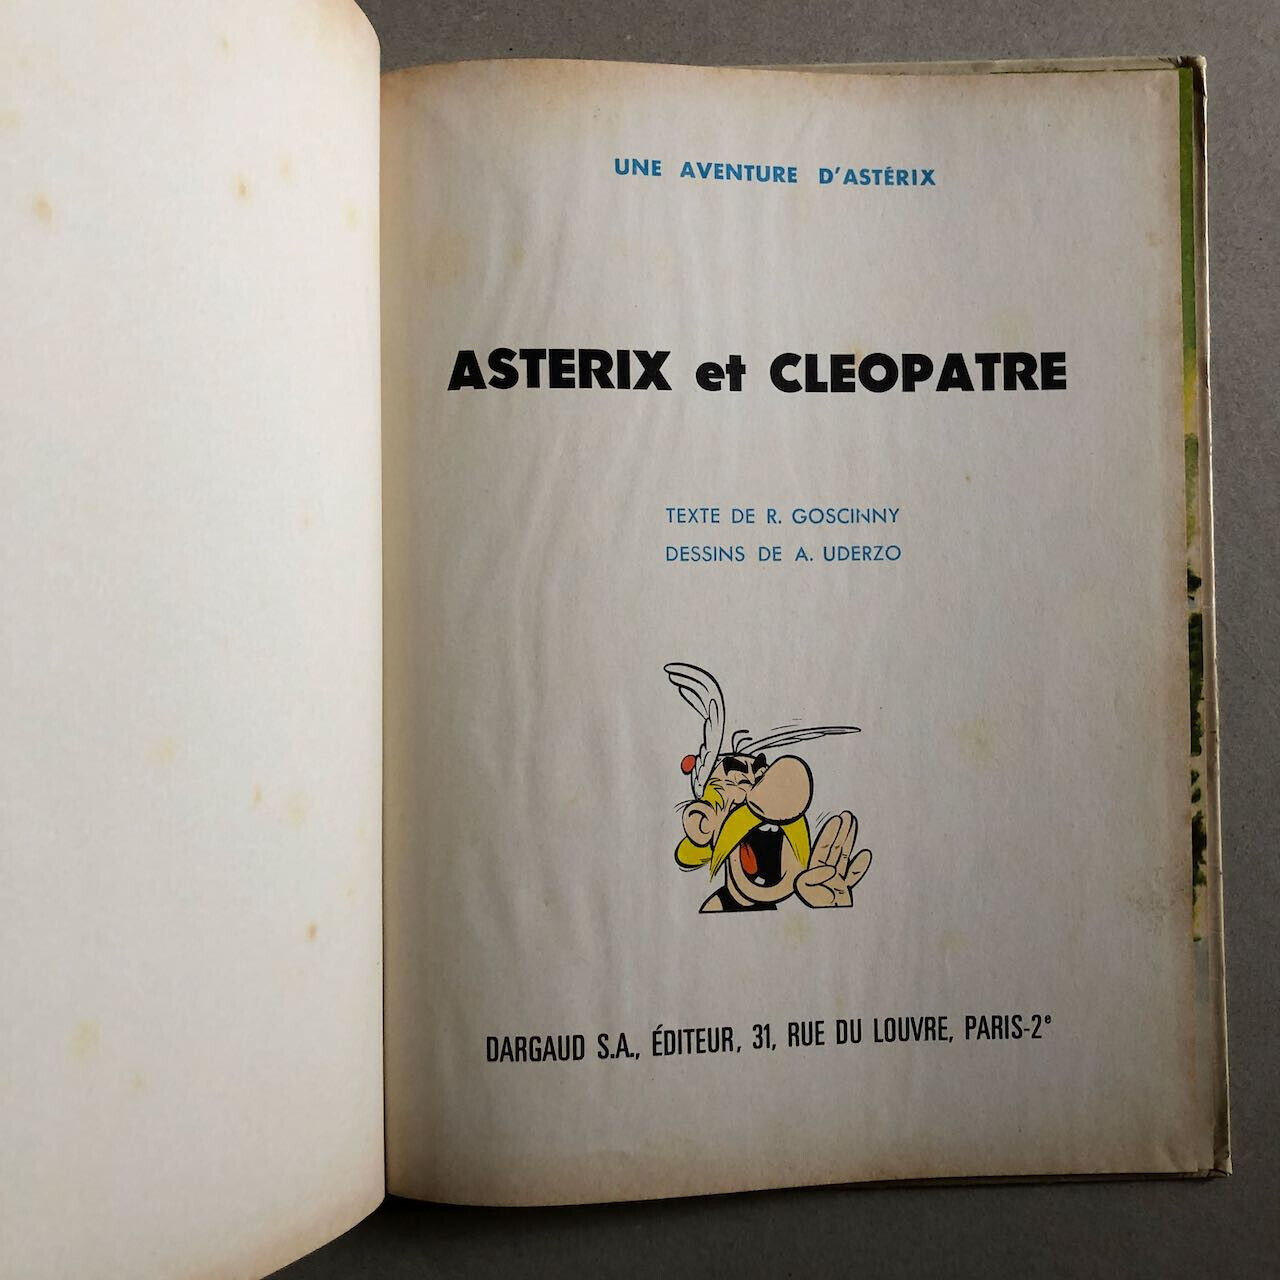 UNE AVENTURE D'ASTÉRIX
ASTERIX et CLEOPATRE
TEXTE DE R. GOSCINNY
DESSINS DE A. UDERZO
DARGAUD S.A., ÉDITEUR, 31, RUE DU LOUVRE, PARIS-2ᵉ